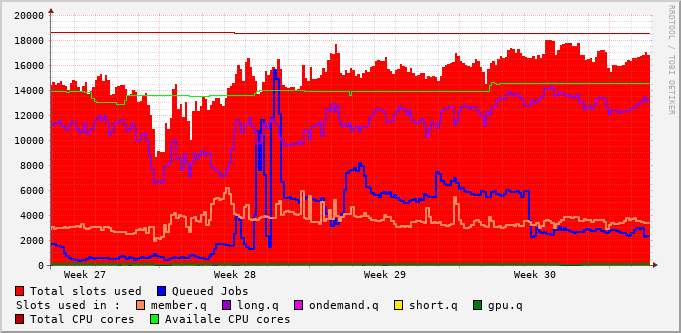 20000
18000
16000
14000
12000
10000
8000
6000
4000
2000
0
Week 27 Week 28 Week 29 Week 30
Total slots used Queued Jobs
Slots used in : member.q long.q ondemand.q short.q gpu.q
Total CPU cores Availale CPU cores
RRDTOOL / TOBI OETIKER